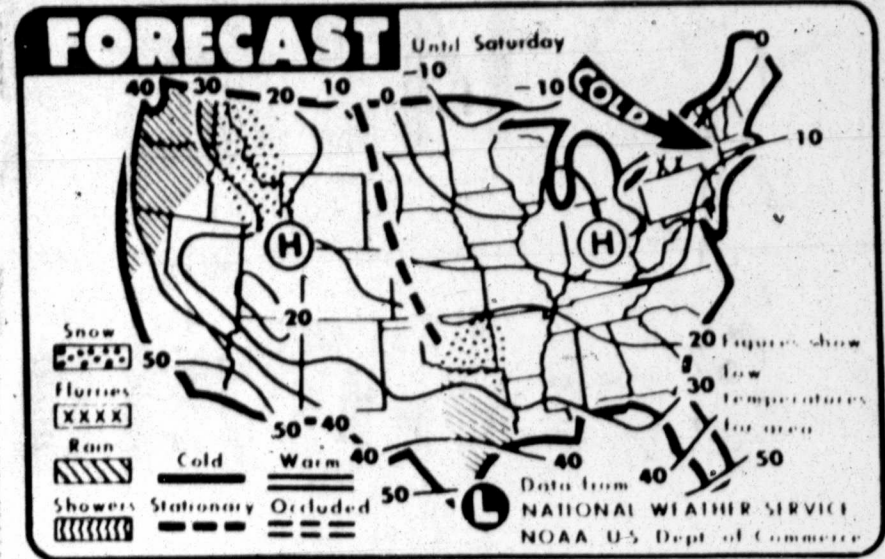 FORECAST
Until Saturday
40 30 20 10 0 -10 -10 0
COLD
10
XX
H
H
20
Snow
50
Flurries
XXXX
Rain
Showers
Cold
Warm
Stationary
Occluded
50 40
40
50
L
40
40
50
20
30
Figures show
low
temperatures
for area
Data from
NATIONAL WEATHER SERVICE
NOAA U S Dept of Commerce